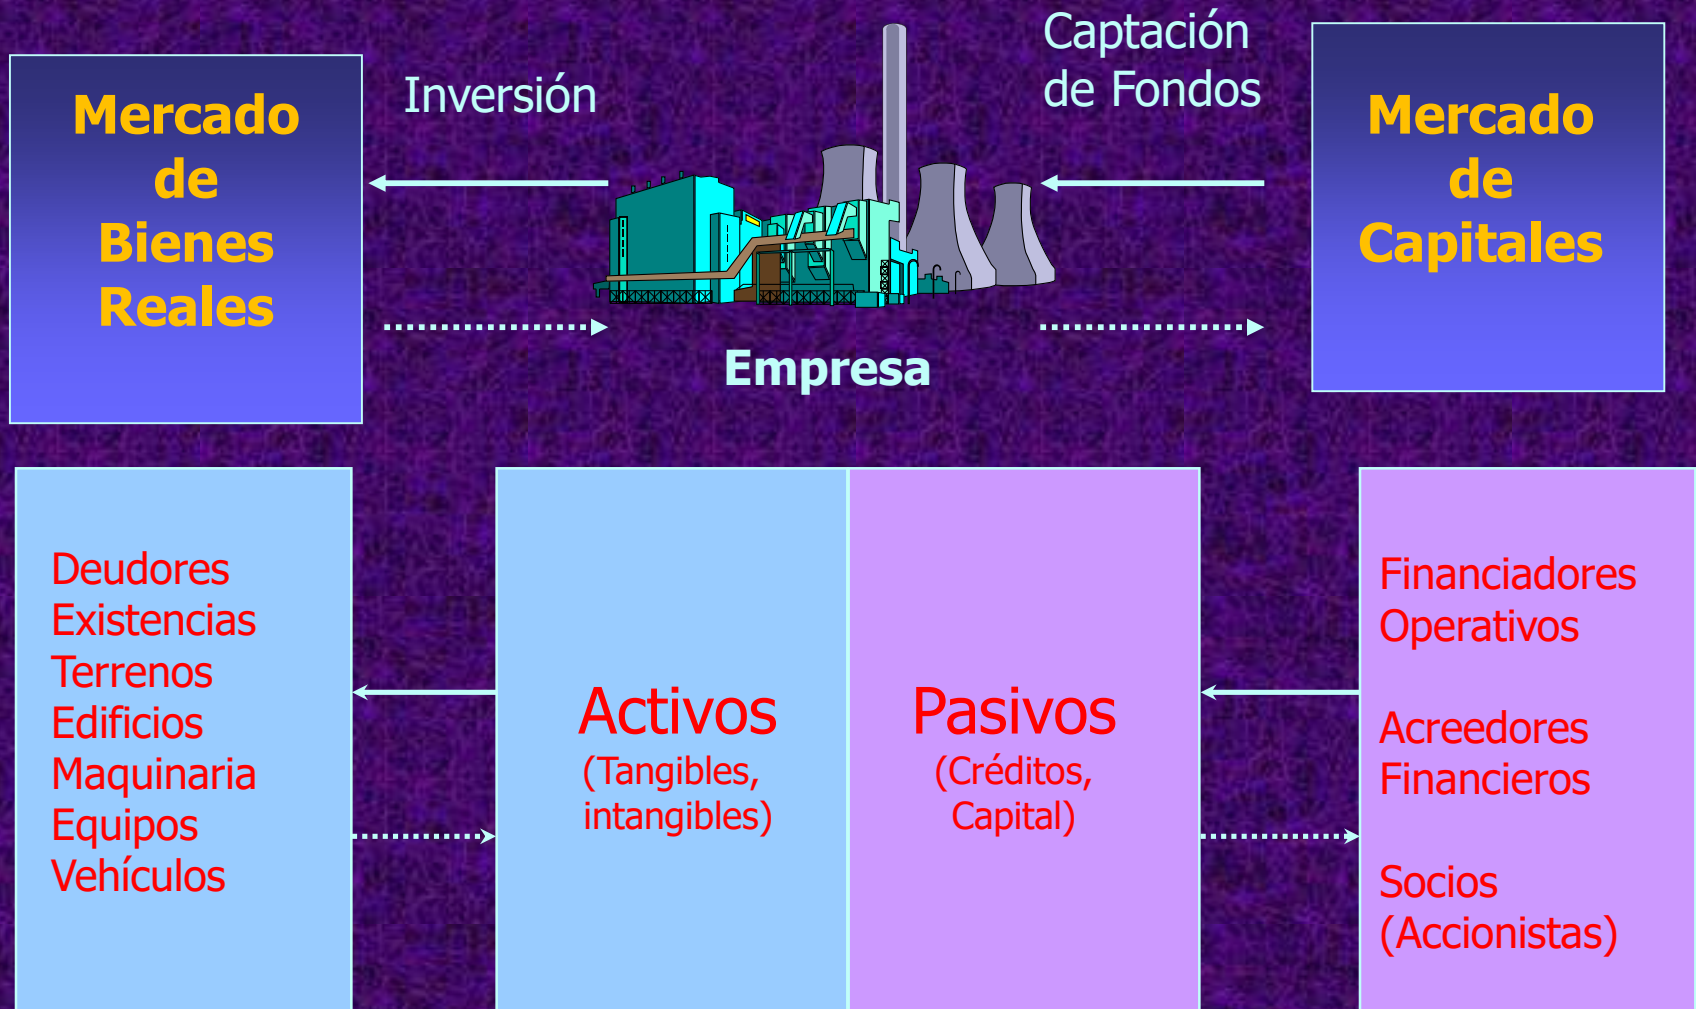 Mercado
de
Bienes
Reales
Inversión
Captación
de Fondos
Mercado
de
Capitales
Empresa
Deudores
Existencias
Terrenos
Edificios
Maquinaria
Equipos
Vehículos
Activos
(Tangibles,
intangibles)
Pasivos
(Créditos,
Capital)
Financiadores
Operativos
Acreedores
Financieros
Socios
(Accionistas)